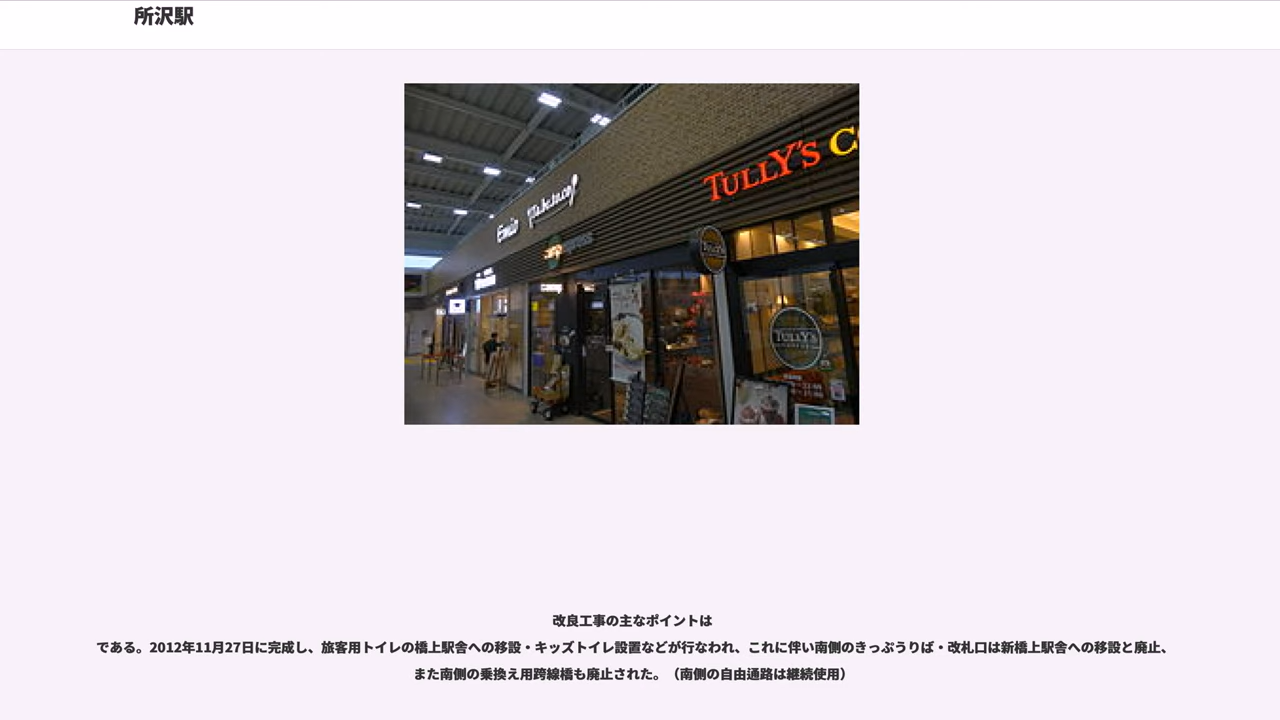 所沢駅
Emio
TULLY'S C
TULLY'S
改良工事の主なポイントは
である。2012年11月27日に完成し、旅客用トイレの橋上駅舎への移設・キッズトイレ設置などが行なわれ、これに伴い南側のきっぷうりば・改札口は新橋上駅舎への移設と廃止、
また南側の乗換え用跨線橋も廃止された。（南側の自由通路は継続使用）